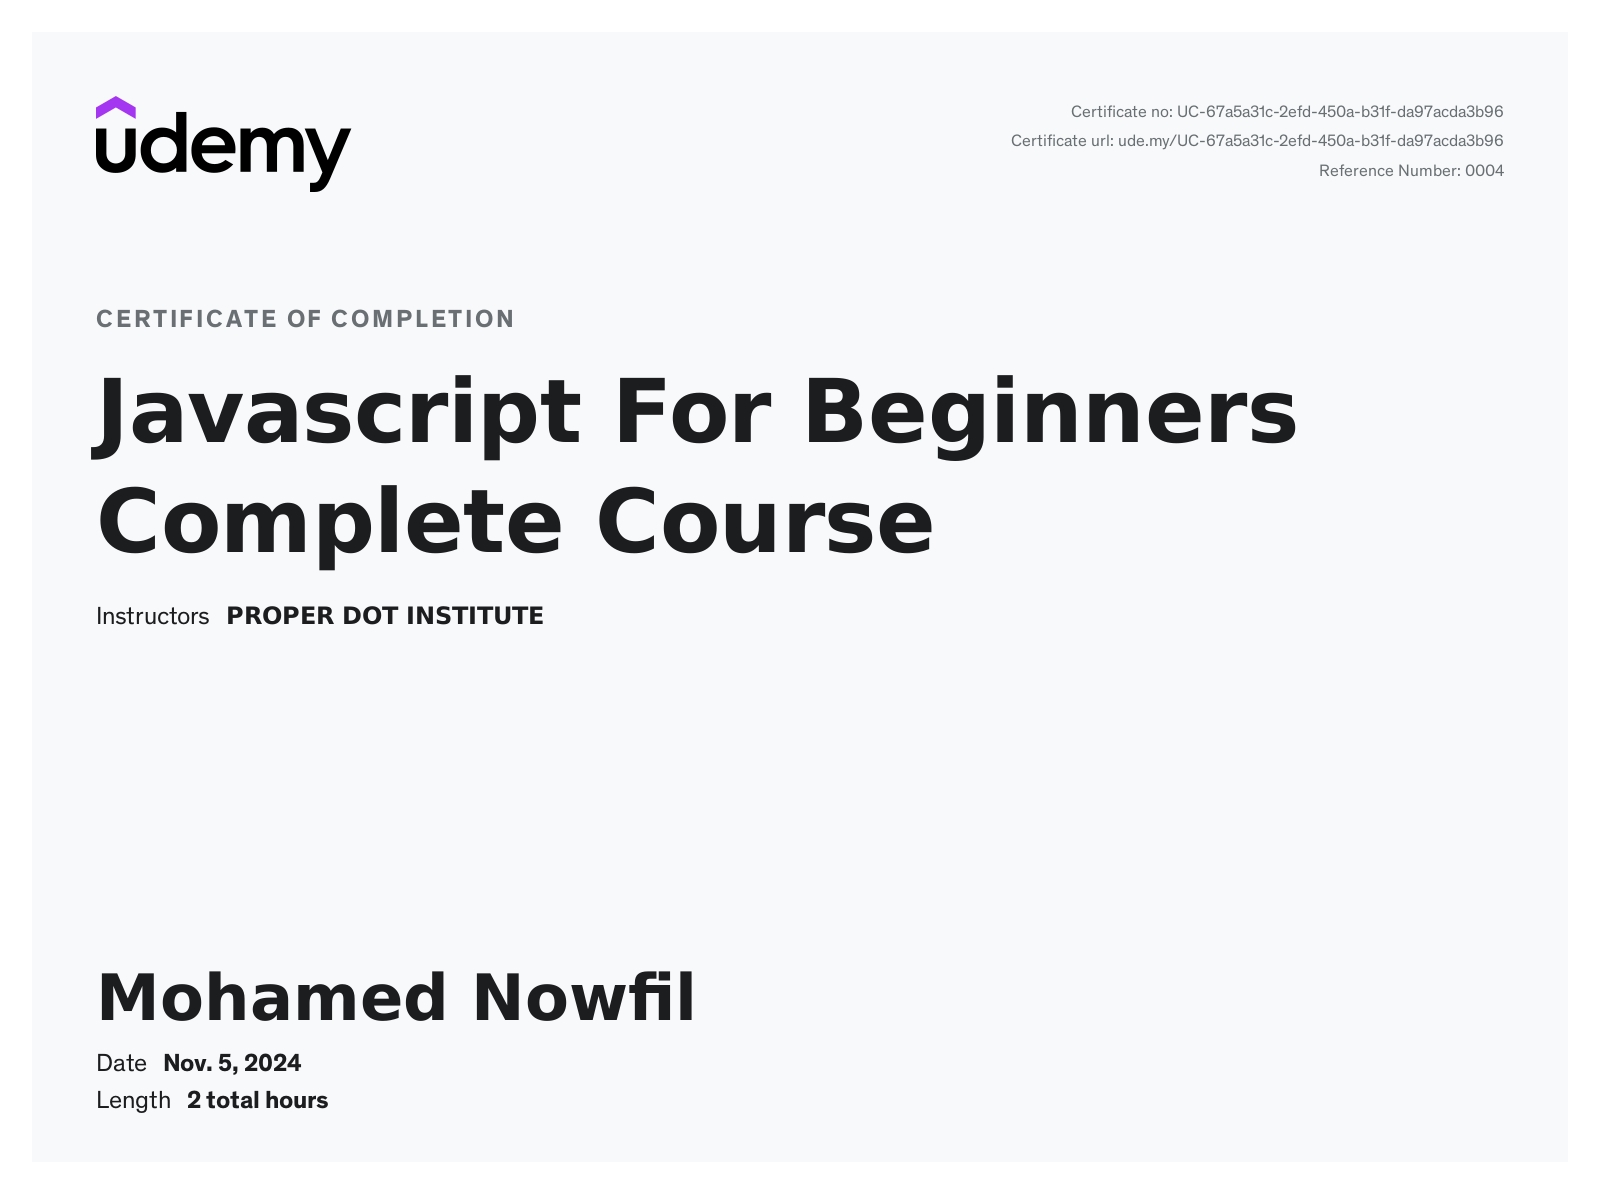 udemy
Certificate no: UC-67a5a31c-2efd-450a-b31f-da97acda3b96
Certificate url: ude.my/UC-67a5a31c-2efd-450a-b31f-da97acda3b96
Reference Number: 0004
CERTIFICATE OF COMPLETION
Javascript For Beginners
Complete Course
Instructors PROPER DOT INSTITUTE
Mohamed Nowfil
Date Nov. 5, 2024
Length 2 total hours